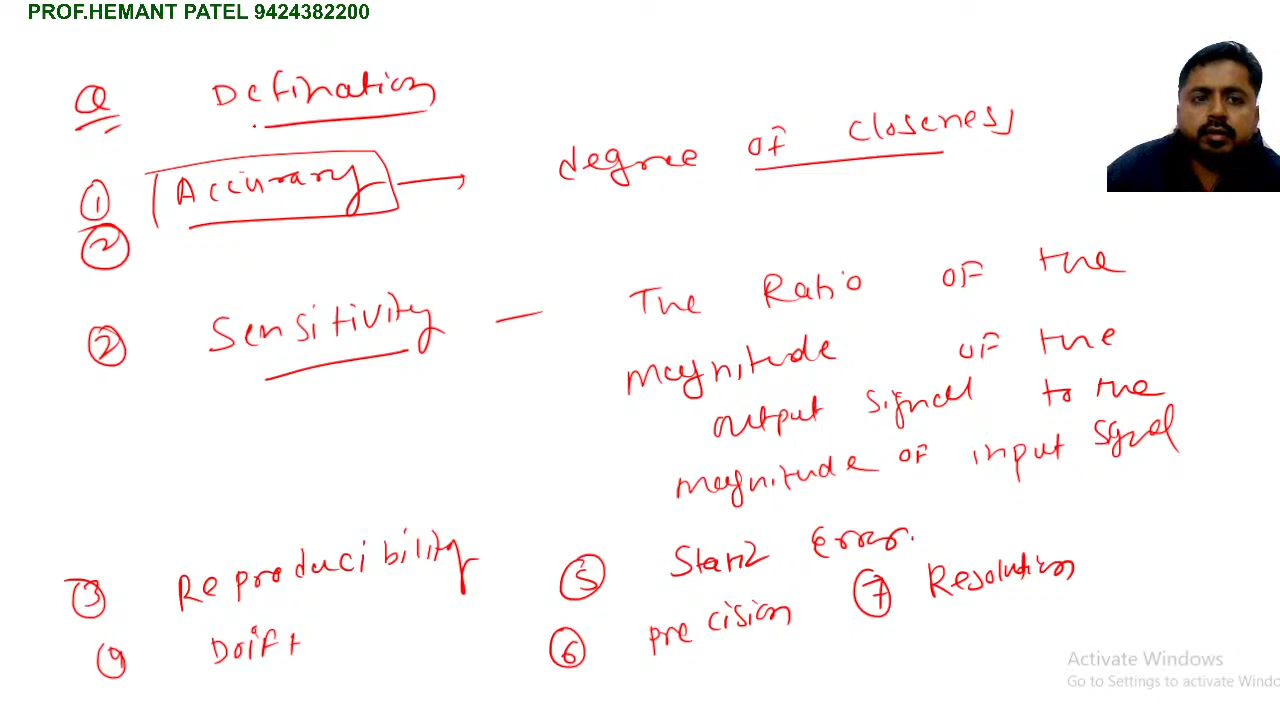 PROF.HEMANT PATEL 9424382200
Q Defination
① Accuracy → degree of closeness
②
② Sensitivity — The Ratio of the
magnitude of the
output signal to the
magnitude of input signal
③ Reproducibility ⑤ Static Error.
④ Drift ⑥ precision ⑦ Resolution
Activate Windows
Go to Settings to activate Windo